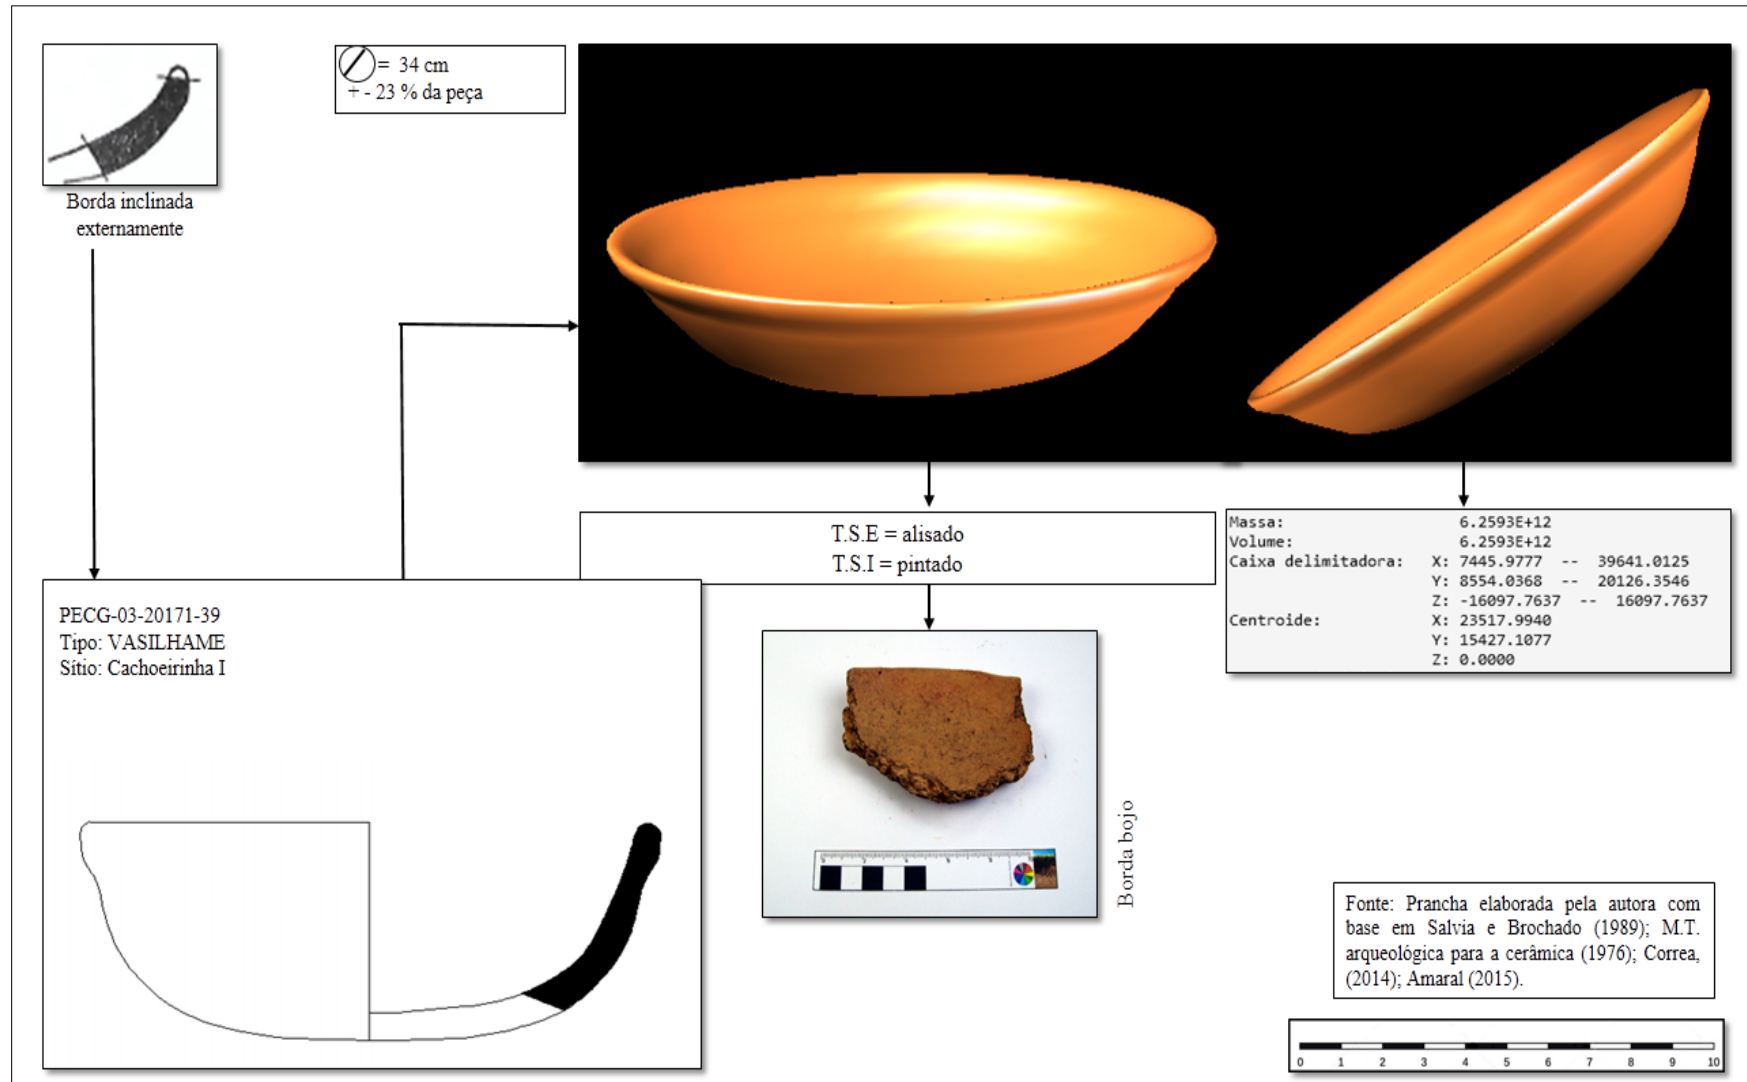 = 34 cm
+ - 23 % da peça
Borda inclinada
externamente
T.S.E = alisado
T.S.I = pintado
Massa: 6.2593E+12
Volume: 6.2593E+12
Caixa delimitadora: X: 7445.9777 -- 39641.0125
Y: 8554.0368 -- 20126.3546
Z: -16097.7637 -- 16097.7637
Centroide: X: 23517.9940
Y: 15427.1077
Z: 0.0000
PECG-03-20171-39
Tipo: VASILHAME
Sítio: Cachoeirinha I
Borda bojo
Fonte: Prancha elaborada pela autora com
base em Salvia e Brochado (1989); M.T.
arqueológica para a cerâmica (1976); Correa,
(2014); Amaral (2015).
0 1 2 3 4 5 6 7 8 9 10